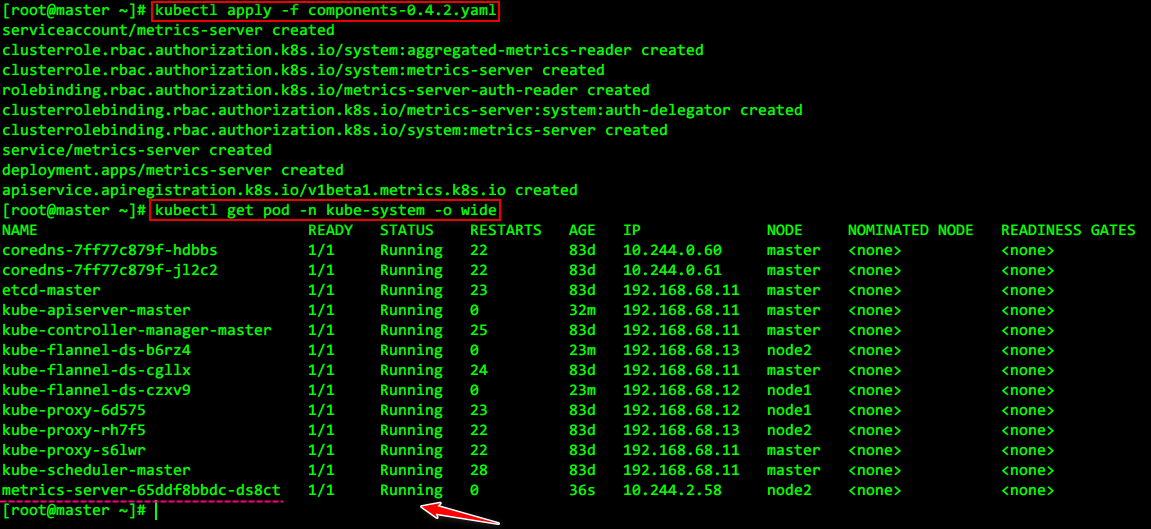 [root@master ~]# kubectl apply -f components-0.4.2.yaml
serviceaccount/metrics-server created
clusterrole.rbac.authorization.k8s.io/system:aggregated-metrics-reader created
clusterrole.rbac.authorization.k8s.io/system:metrics-server created
rolebinding.rbac.authorization.k8s.io/metrics-server-auth-reader created
clusterrolebinding.rbac.authorization.k8s.io/metrics-server:system:auth-delegator created
clusterrolebinding.rbac.authorization.k8s.io/system:metrics-server created
service/metrics-server created
deployment.apps/metrics-server created
apiservice.apiregistration.k8s.io/v1beta1.metrics.k8s.io created
[root@master ~]# kubectl get pod -n kube-system -o wide
NAME READY STATUS RESTARTS AGE IP NODE NOMINATED NODE READINESS GATES
coredns-7ff77c879f-hdbbs 1/1 Running 22 83d 10.244.0.60 master <none> <none>
coredns-7ff77c879f-jl2c2 1/1 Running 22 83d 10.244.0.61 master <none> <none>
etcd-master 1/1 Running 23 83d 192.168.68.11 master <none> <none>
kube-apiserver-master 1/1 Running 0 32m 192.168.68.11 master <none> <none>
kube-controller-manager-master 1/1 Running 25 83d 192.168.68.11 master <none> <none>
kube-flannel-ds-b6rz4 1/1 Running 0 23m 192.168.68.13 node2 <none> <none>
kube-flannel-ds-cgllx 1/1 Running 24 83d 192.168.68.11 master <none> <none>
kube-flannel-ds-czxv9 1/1 Running 0 23m 192.168.68.12 node1 <none> <none>
kube-proxy-6d575 1/1 Running 23 83d 192.168.68.12 node1 <none> <none>
kube-proxy-rh7f5 1/1 Running 22 83d 192.168.68.13 node2 <none> <none>
kube-proxy-s6lwr 1/1 Running 22 83d 192.168.68.11 master <none> <none>
kube-scheduler-master 1/1 Running 28 83d 192.168.68.11 master <none> <none>
metrics-server-65ddf8bbdc-ds8ct 1/1 Running 0 36s 10.244.2.58 node2 <none> <none>
[root@master ~]#